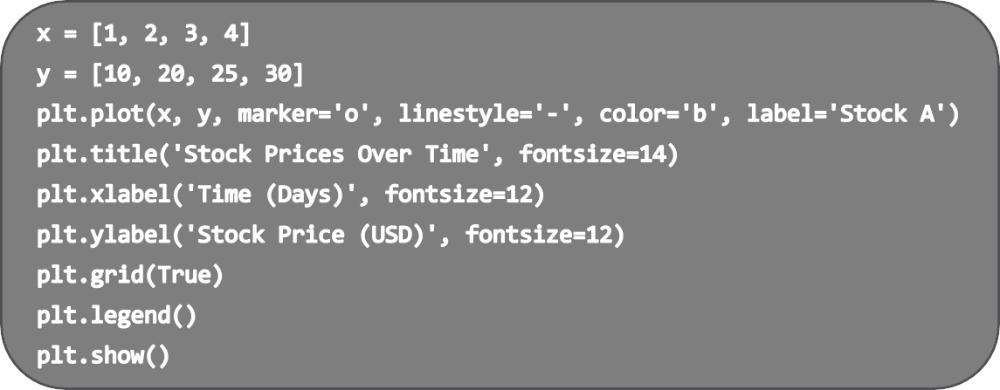 x = [1, 2, 3, 4]
y = [10, 20, 25, 30]
plt.plot(x, y, marker='o', linestyle='-', color='b', label='Stock A')
plt.title('Stock Prices Over Time', fontsize=14)
plt.xlabel('Time (Days)', fontsize=12)
plt.ylabel('Stock Price (USD)', fontsize=12)
plt.grid(True)
plt.legend()
plt.show()